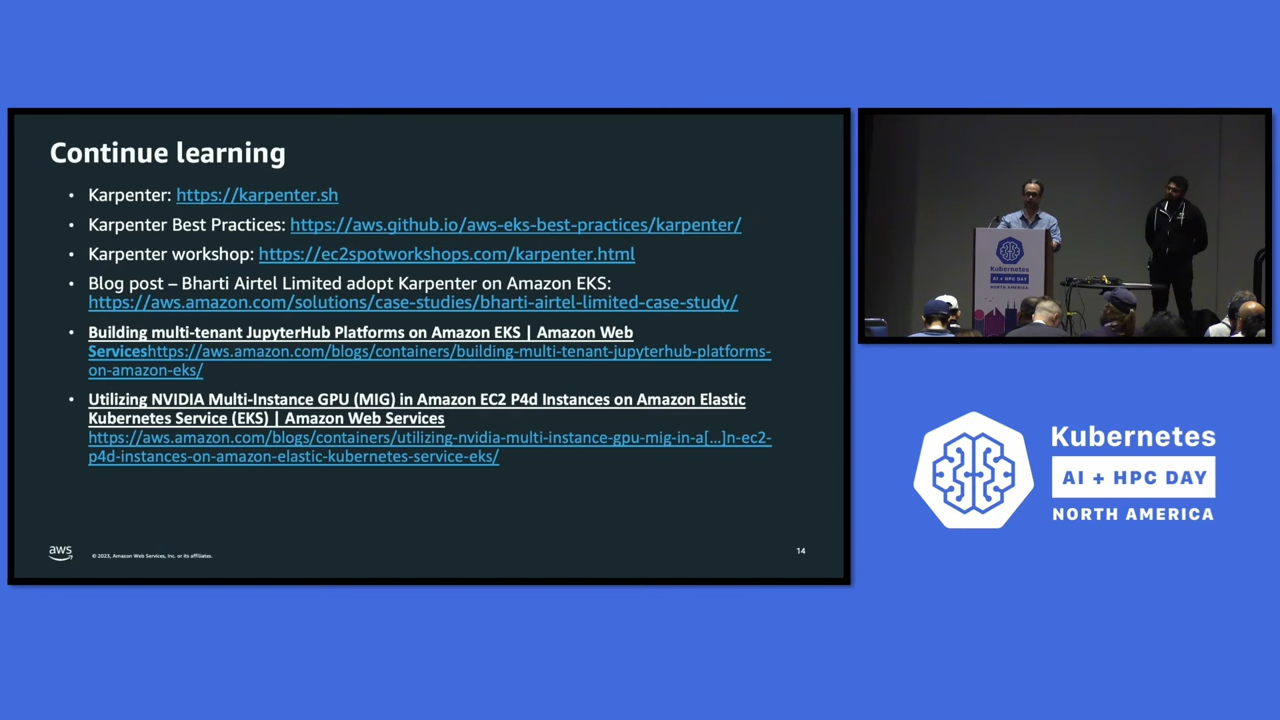 Continue learning
• Karpenter: https://karpenter.sh
• Karpenter Best Practices: https://aws.github.io/aws-eks-best-practices/karpenter/
• Karpenter workshop: https://ec2spotworkshops.com/karpenter.html
• Blog post – Bharti Airtel Limited adopt Karpenter on Amazon EKS:
https://aws.amazon.com/solutions/case-studies/bharti-airtel-limited-case-study/
• Building multi-tenant JupyterHub Platforms on Amazon EKS | Amazon Web
Serviceshttps://aws.amazon.com/blogs/containers/building-multi-tenant-jupyterhub-platforms-
on-amazon-eks/
• Utilizing NVIDIA Multi-Instance GPU (MIG) in Amazon EC2 P4d Instances on Amazon Elastic
Kubernetes Service (EKS) | Amazon Web Services
https://aws.amazon.com/blogs/containers/utilizing-nvidia-multi-instance-gpu-mig-in-a[…]n-ec2-
p4d-instances-on-amazon-elastic-kubernetes-service-eks/
aws
© 2023, Amazon Web Services, Inc. or its affiliates.
14
Kubernetes
AI + HPC DAY
NORTH AMERICA
Kubernetes
AI + HPC DAY
NORTH AMERICA